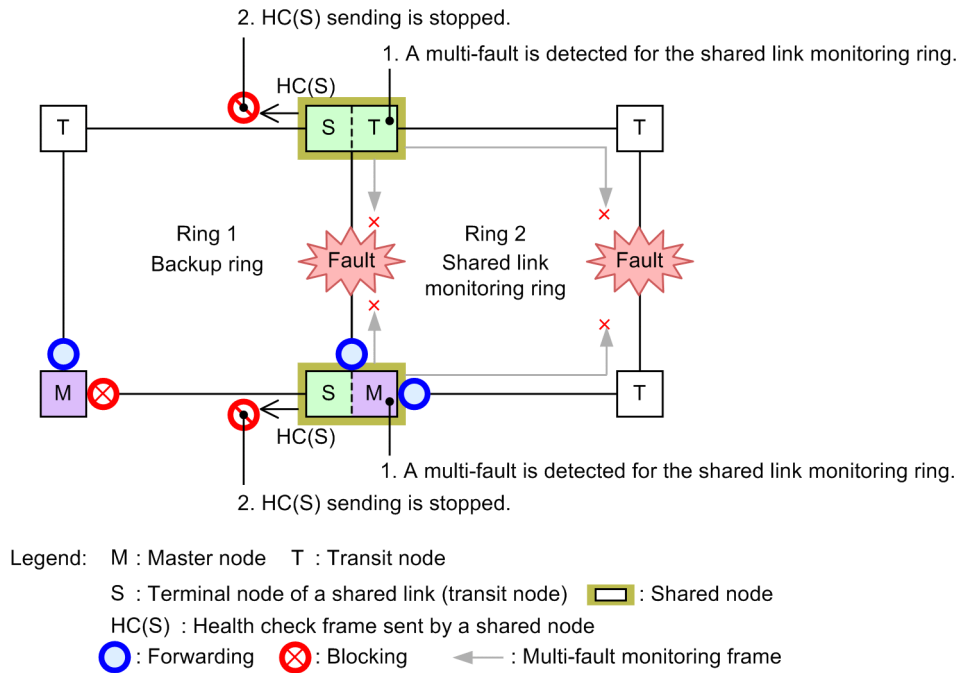 2. HC(S) sending is stopped.
1. A multi-fault is detected for the shared link monitoring ring.
HC(S)
T
S T
T
Ring 1
Backup ring
Fault
Ring 2
Shared link
monitoring ring
Fault
M
S M
T
HC(S)
1. A multi-fault is detected for the shared link monitoring ring.
2. HC(S) sending is stopped.
Legend: M : Master node T : Transit node
S : Terminal node of a shared link (transit node) : Shared node
HC(S) : Health check frame sent by a shared node
: Forwarding : Blocking : Multi-fault monitoring frame